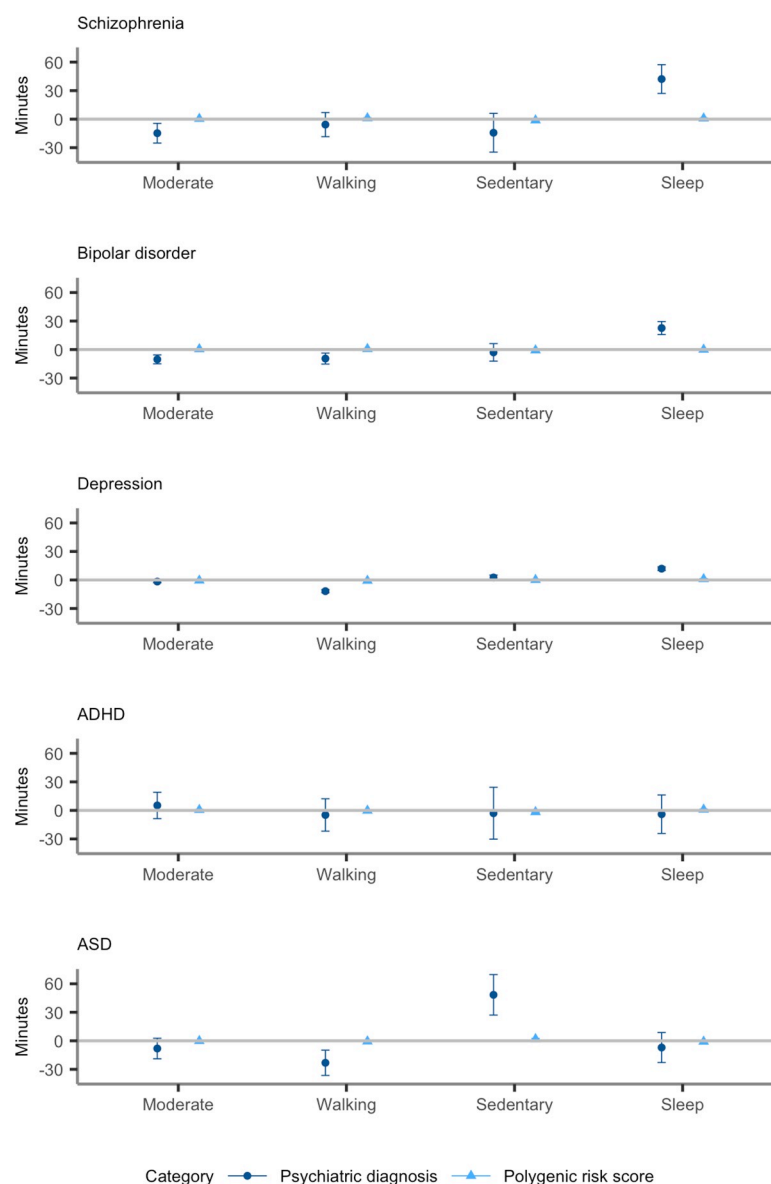 Schizophrenia
Minutes
60
30
0
-30
Moderate Walking Sedentary Sleep
Bipolar disorder
Minutes
60
30
0
-30
Moderate Walking Sedentary Sleep
Depression
Minutes
60
30
0
-30
Moderate Walking Sedentary Sleep
ADHD
Minutes
60
30
0
-30
Moderate Walking Sedentary Sleep
ASD
Minutes
60
30
0
-30
Moderate Walking Sedentary Sleep
Category Psychiatric diagnosis Polygenic risk score